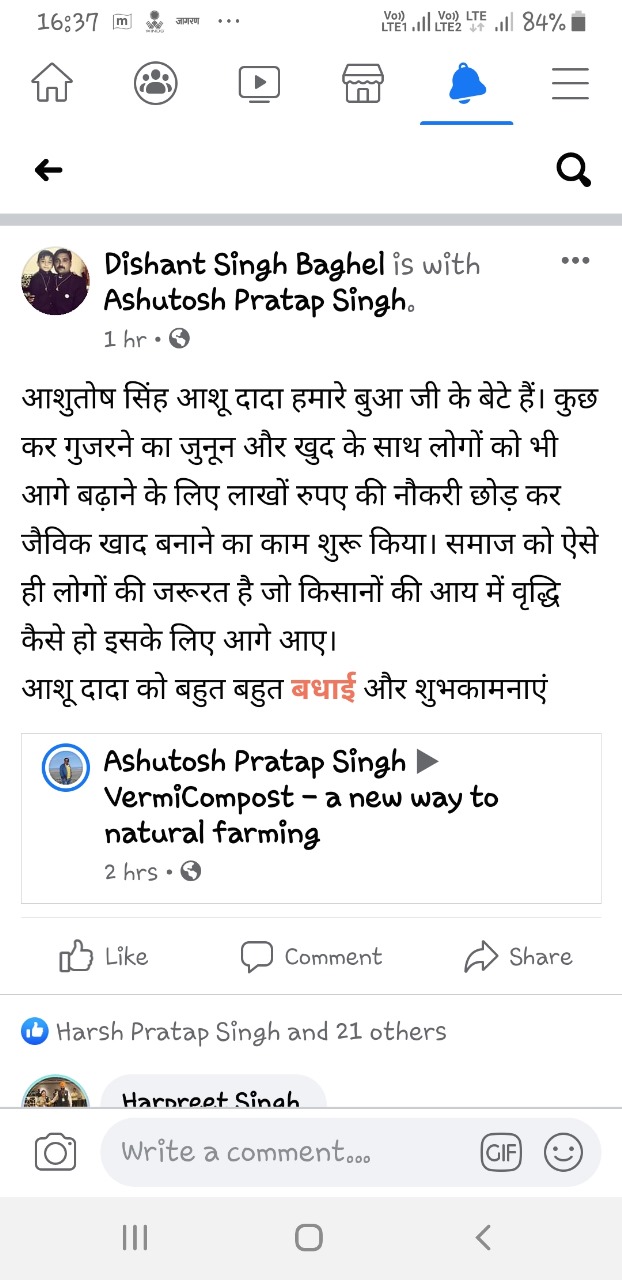 16:37 जागरण ... Vo) LTE1 Vo) LTE2 LTE 84%
Dishant Singh Baghel is with
Ashutosh Pratap Singh.
1 hr •
आशुतोष सिंह आशू दादा हमारे बुआ जी के बेटे हैं। कुछ
कर गुजरने का जुनून और खुद के साथ लोगों को भी
आगे बढ़ाने के लिए लाखों रुपए की नौकरी छोड़ कर
जैविक खाद बनाने का काम शुरू किया। समाज को ऐसे
ही लोगों की जरूरत है जो किसानों की आय में वृद्धि
कैसे हो इसके लिए आगे आए।
आशू दादा को बहुत बहुत बधाई और शुभकामनाएं
Ashutosh Pratap Singh ▶
VermiCompost – a new way to
natural farming
2 hrs •
Like Comment Share
Harsh Pratap Singh and 21 others
Harpreet Singh
Write a comment... GIF